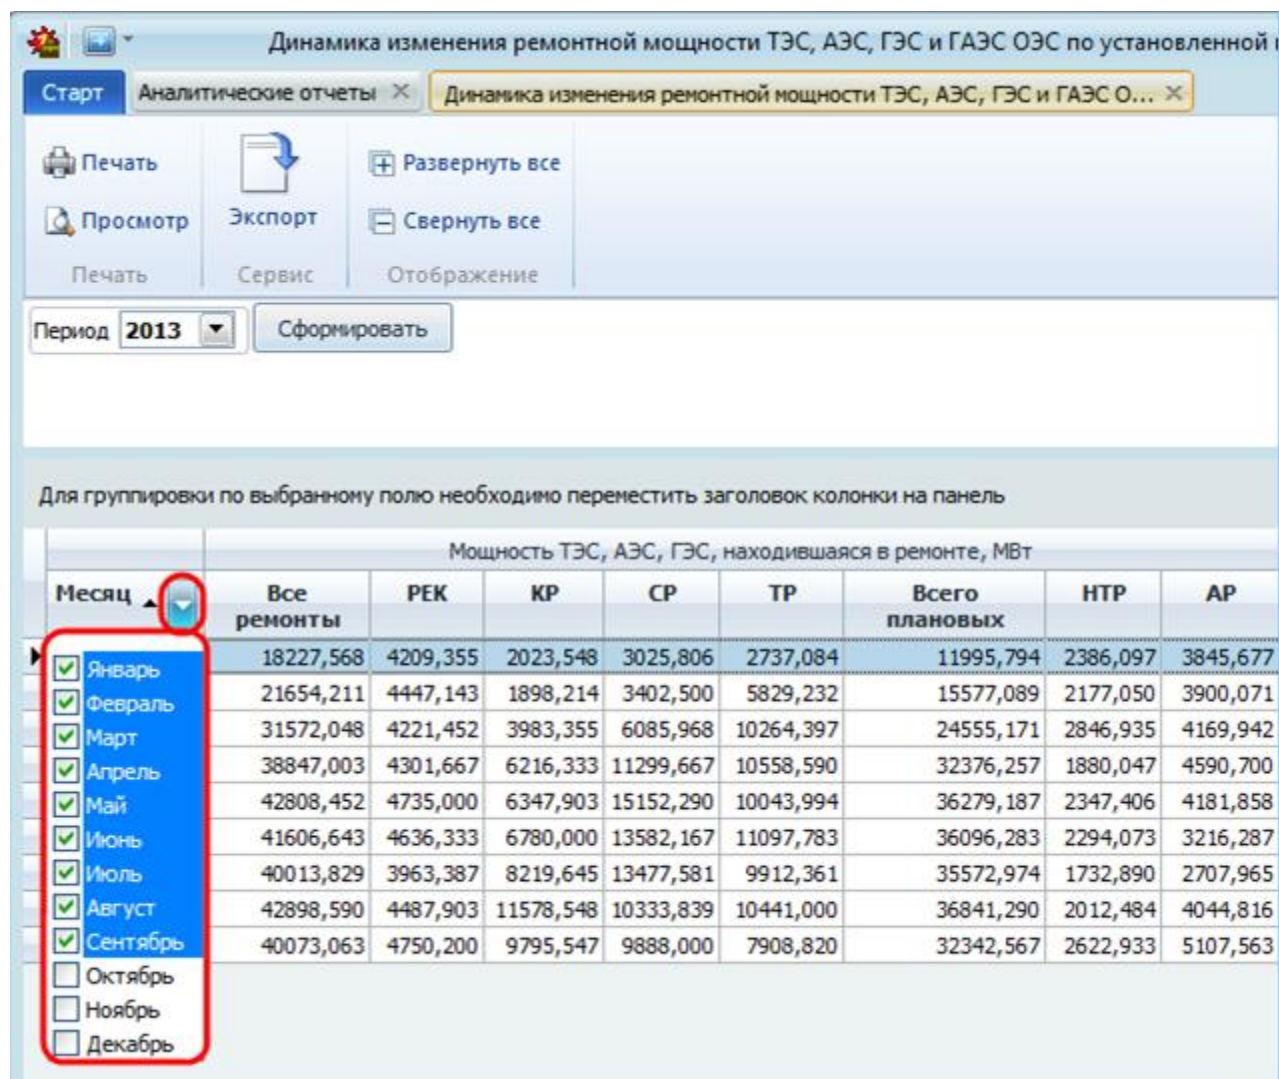 Динамика изменения ремонтной мощности ТЭС, АЭС, ГЭС и ГАЭС ОЭС по установленной
Старт Аналитические отчеты Динамика изменения ремонтной мощности ТЭС, АЭС, ГЭС и ГАЭС О...
Печать Развернуть все
Просмотр Экспорт Свернуть все
Печать Сервис Отображение
Период 2013 Сформировать
Для группировки по выбранному полю необходимо переместить заголовок колонки на панель
Мощность ТЭС, АЭС, ГЭС, находившаяся в ремонте, МВт
Месяц Все ремонты РЕК КР СР ТР Всего плановых НТР АР
Январь 18227,568 4209,355 2023,548 3025,806 2737,084 11995,794 2386,097 3845,677
Февраль 21654,211 4447,143 1898,214 3402,500 5829,232 15577,089 2177,050 3900,071
Март 31572,048 4221,452 3983,355 6085,968 10264,397 24555,171 2846,935 4169,942
Апрель 38847,003 4301,667 6216,333 11299,667 10558,590 32376,257 1880,047 4590,700
Май 42808,452 4735,000 6347,903 15152,290 10043,994 36279,187 2347,406 4181,858
Июнь 41606,643 4636,333 6780,000 13582,167 11097,783 36096,283 2294,073 3216,287
Июль 40013,829 3963,387 8219,645 13477,581 9912,361 35572,974 1732,890 2707,965
Август 42898,590 4487,903 11578,548 10333,839 10441,000 36841,290 2012,484 4044,816
Сентябрь 40073,063 4750,200 9795,547 9888,000 7908,820 32342,567 2622,933 5107,563
Октябрь
Ноябрь
Декабрь